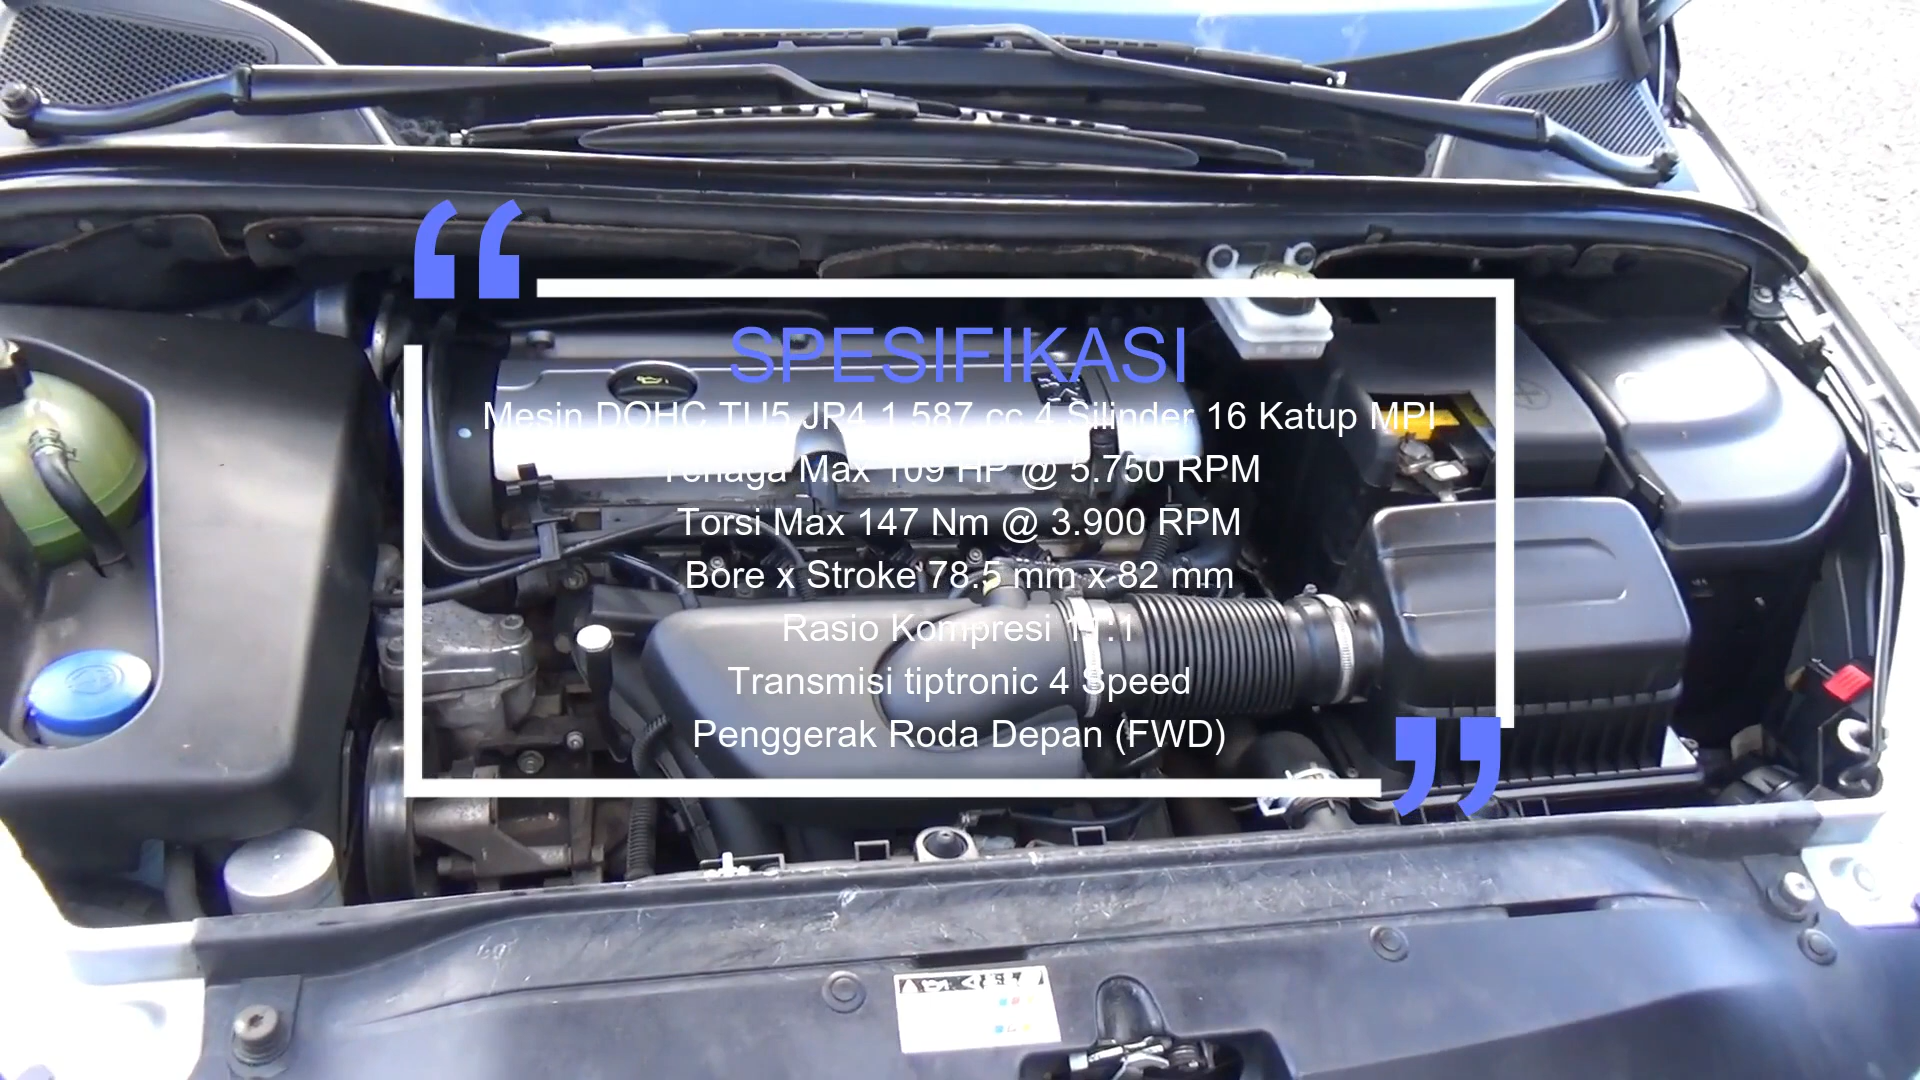 SPESIFIKASI
Mesin DOHC TU5 JR4 1.587 cc 4 Silinder 16 Katup MPI
Tenaga Max 109 HP @ 5.750 RPM
Torsi Max 147 Nm @ 3.900 RPM
Bore x Stroke 78.5 mm x 82 mm
Rasio Kompresi 11:1
Transmisi tiptronic 4 Speed
Penggerak Roda Depan (FWD)